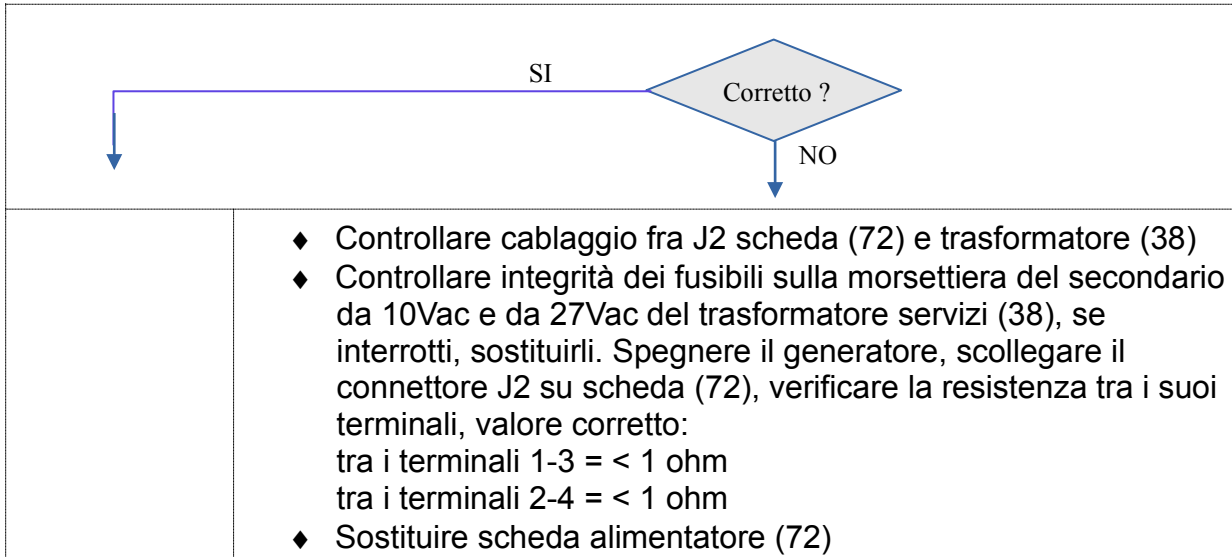 SI
Corretto ?
NO
♦ Controllare cablaggio fra J2 scheda (72) e trasformatore (38)
♦ Controllare integrità dei fusibili sulla morsettiera del secondario
da 10Vac e da 27Vac del trasformatore servizi (38), se
interrotti, sostituirli. Spegnere il generatore, scollegare il
connettore J2 su scheda (72), verificare la resistenza tra i suoi
terminali, valore corretto:
tra i terminali 1-3 = < 1 ohm
tra i terminali 2-4 = < 1 ohm
♦ Sostituire scheda alimentatore (72)